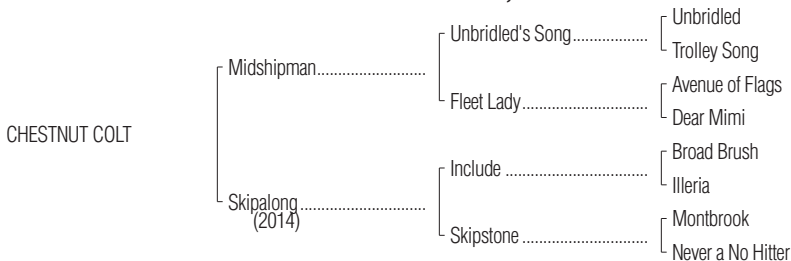 Unbridled
Unbridled's Song..................
Trolley Song
Midshipman..........................
Avenue of Flags
Fleet Lady..............................
Dear Mimi
CHESTNUT COLT
Broad Brush
Include ..................................
Illeria
Skipalong..............................
(2014)
Montbrook
Skipstone ..............................
Never a No Hitter